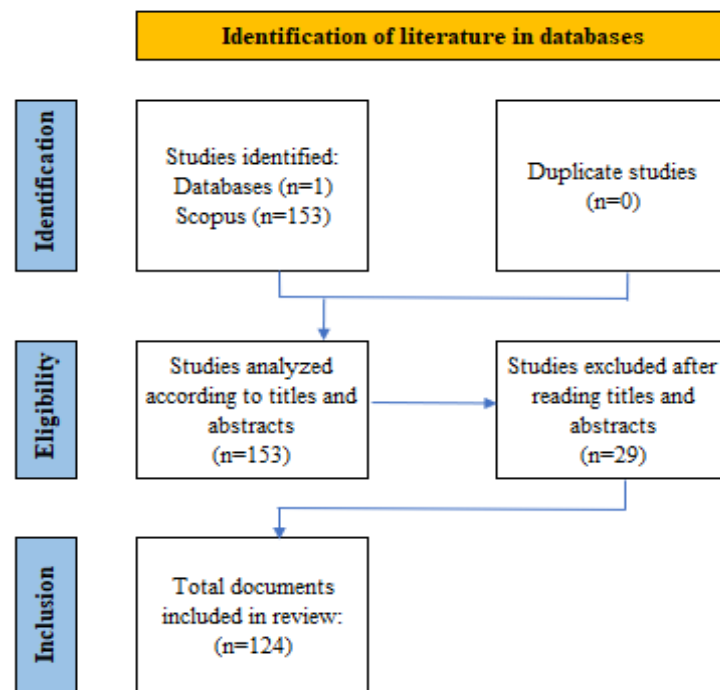 Identification of literature in databases
Identification
Studies identified:
Databases (n=1)
Scopus (n=153)
Duplicate studies
(n=0)
Eligibility
Studies analyzed
according to titles and
abstracts
(n=153)
Studies excluded after
reading titles and
abstracts
(n=29)
Inclusion
Total documents
included in review:
(n=124)